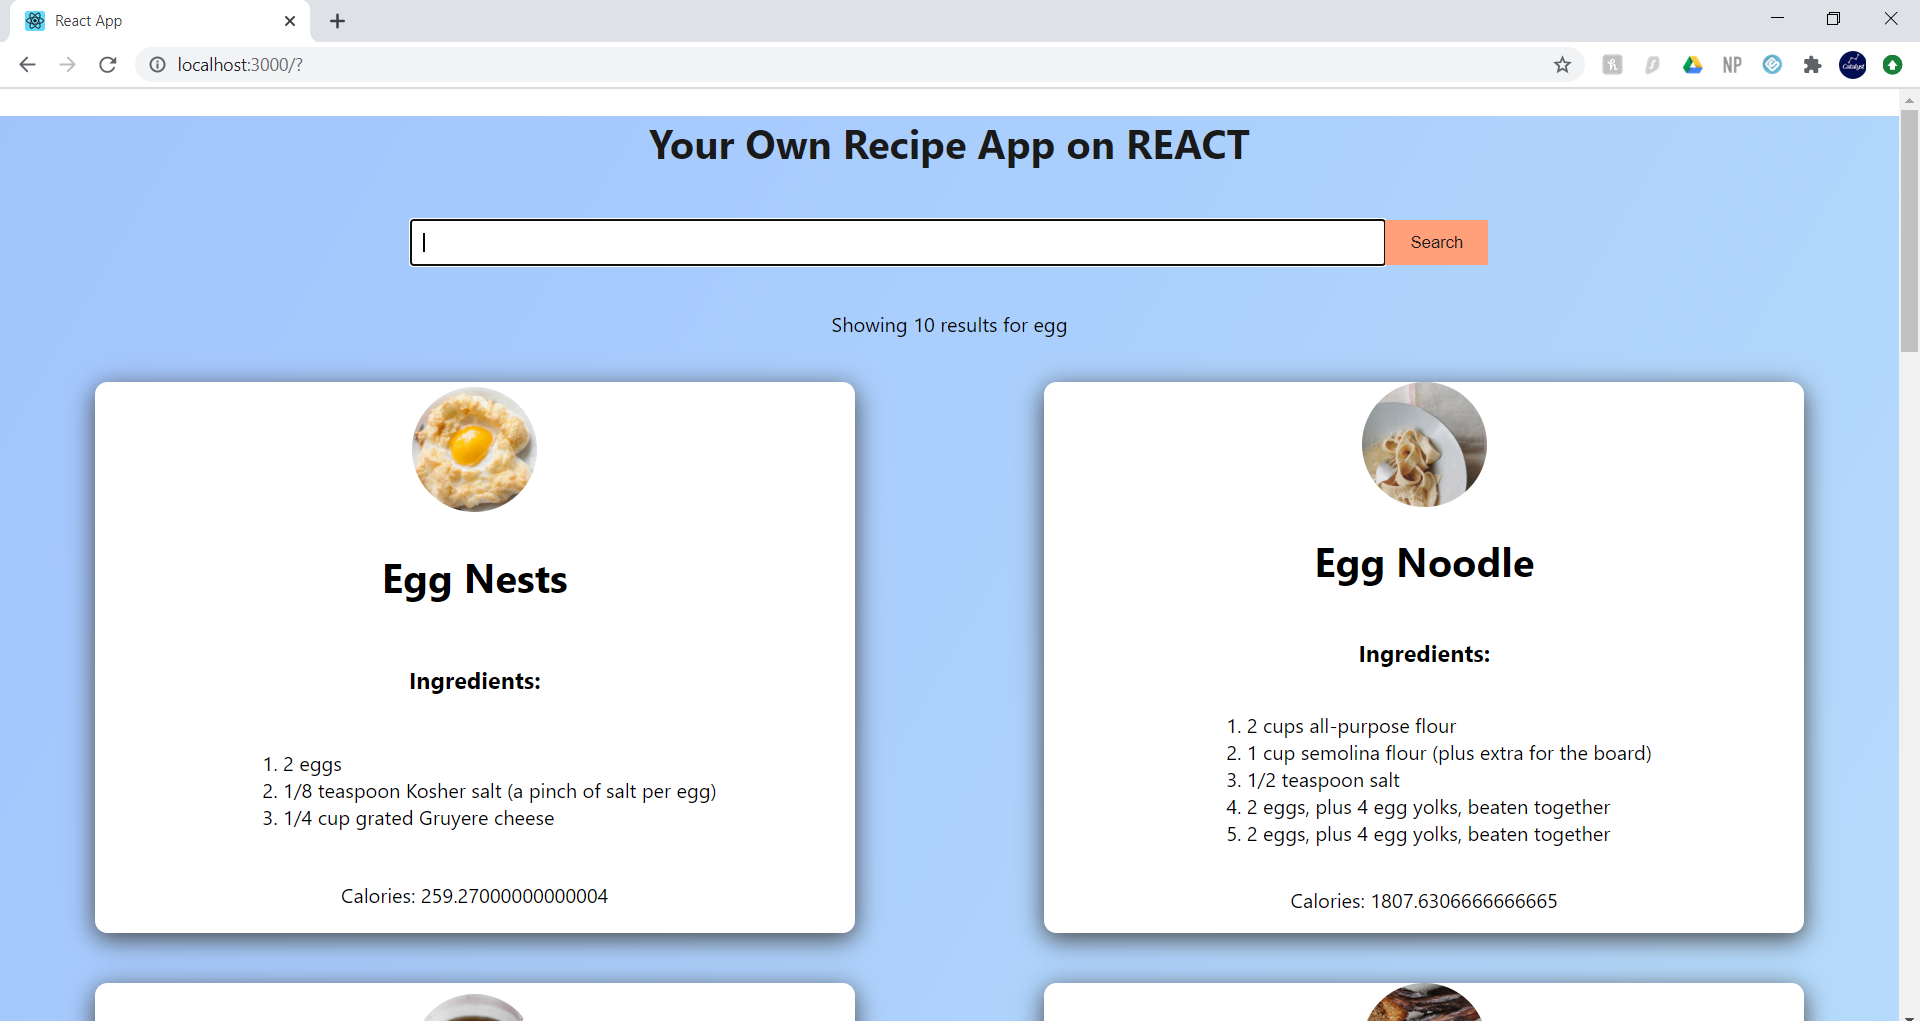 React App
localhost:3000/?
NP
Catalyst
Your Own Recipe App on REACT
Search
Showing 10 results for egg
Egg Nests
Ingredients:
1. 2 eggs
2. 1/8 teaspoon Kosher salt (a pinch of salt per egg)
3. 1/4 cup grated Gruyere cheese
Calories: 259.27000000000004
Egg Noodle
Ingredients:
1. 2 cups all-purpose flour
2. 1 cup semolina flour (plus extra for the board)
3. 1/2 teaspoon salt
4. 2 eggs, plus 4 egg yolks, beaten together
5. 2 eggs, plus 4 egg yolks, beaten together
Calories: 1807.6306666666665